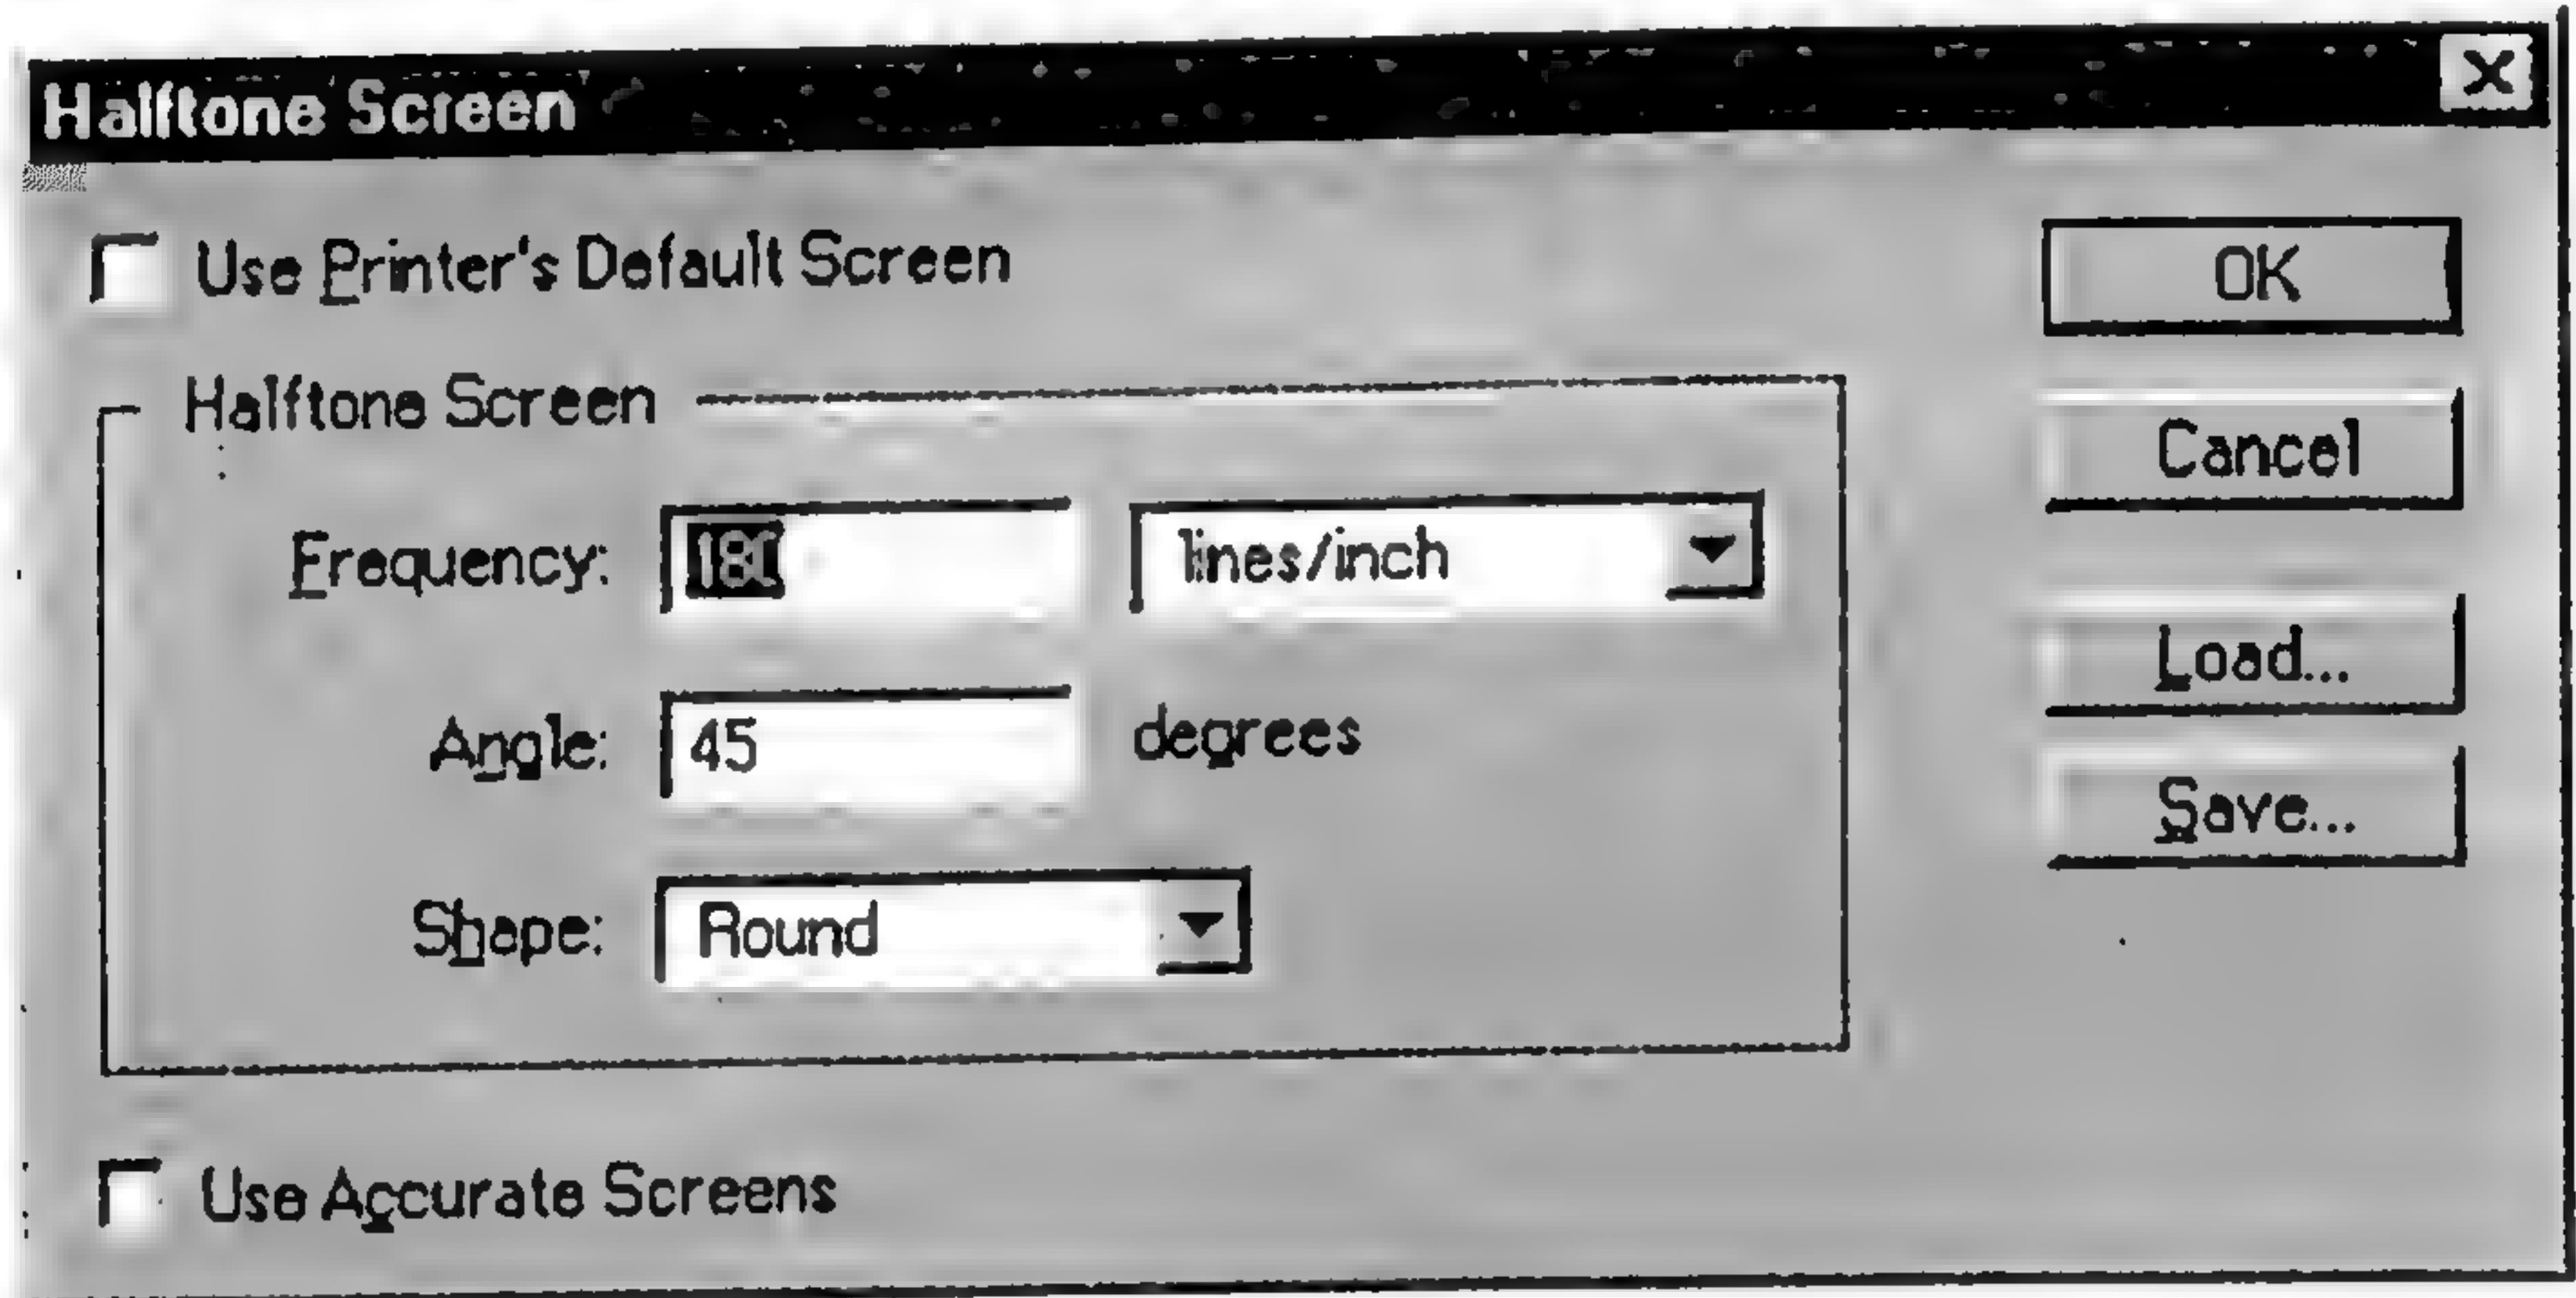 Halftone Screen
Use Printer's Default Screen
OK
Halftone Screen
Cancel
Frequency: 180 lines/inch
Load...
Angle: 45 degrees
Save...
Shape: Round
Use Accurate Screens